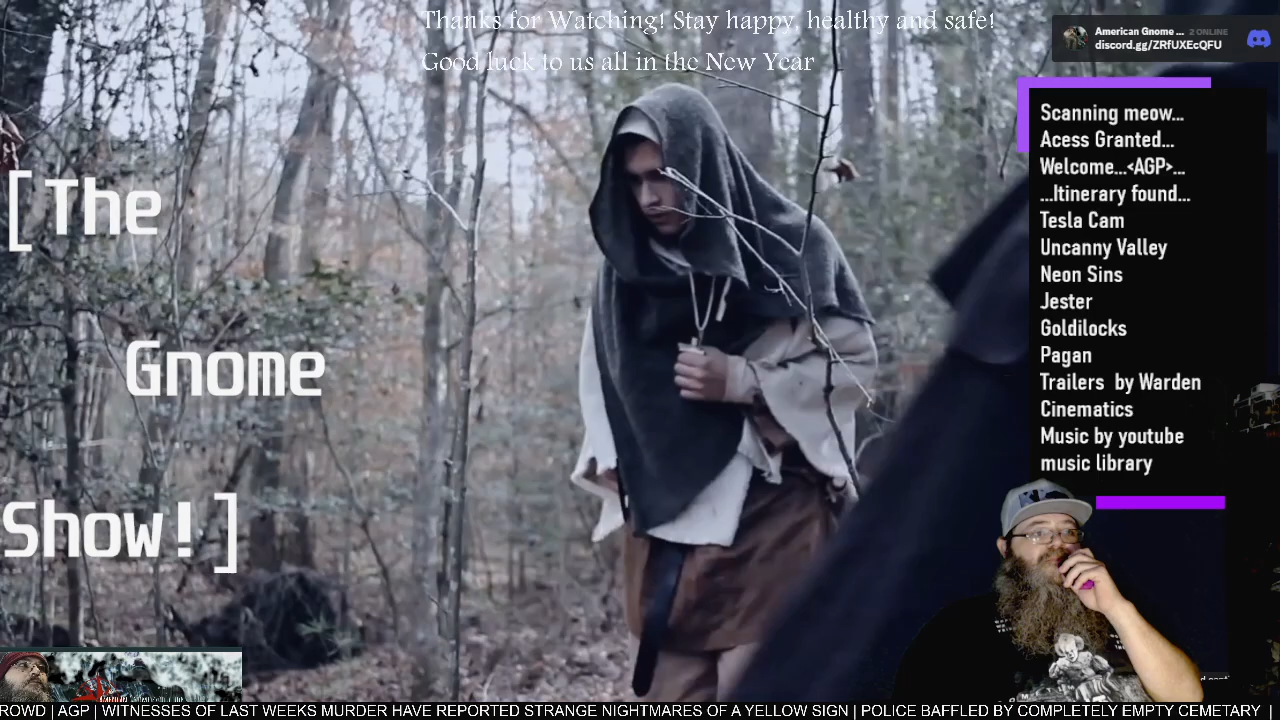 Thanks for Watching! Stay happy, healthy and safe!
Good luck to us all in the New Year
American Gnome ... 2 ONLINE
discord.gg/ZRfUXEcQFU
[The
Gnome
Show!]
Scanning meow...
Acess Granted...
Welcome...<AGP>...
...Itinerary found...
Tesla Cam
Uncanny Valley
Neon Sins
Jester
Goldilocks
Pagan
Trailers by Warden
Cinematics
Music by youtube
music library
ROWD | AGP | WITNESSES OF LAST WEEKS MURDER HAVE REPORTED STRANGE NIGHTMARES OF A YELLOW SIGN | POLICE BAFFLED BY COMPLETELY EMPTY CEMETARY |